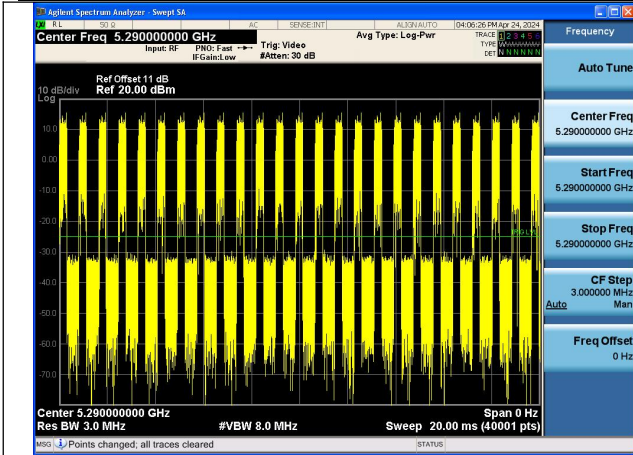 Agilent Spectrum Analyzer - Swept SA
RL 50 Ω AC SENSE:INT ALIGN AUTO 04:06:26 PM Apr 24, 2024
Center Freq 5.290000000 GHz
Input: RF PNO: Fast Trig: Video Avg Type: Log-Pwr TRACE 1 2 3 4 5 6
IFGain:Low #Atten: 30 dB TYPE W
DET N N N N N N
Ref Offset 11 dB
10 dB/div Ref 20.00 dBm
Log
10.0
0.00
-10.0
-20.0
-30.0
-40.0
-50.0
-60.0
-70.0
Center 5.290000000 GHz Span 0 Hz
Res BW 3.0 MHz #VBW 8.0 MHz Sweep 20.00 ms (40001 pts)
MSG Points changed; all traces cleared STATUS
Frequency
Auto Tune
Center Freq
5.290000000 GHz
Start Freq
5.290000000 GHz
Stop Freq
5.290000000 GHz
CF Step
3.000000 MHz
Auto Man
Freq Offset
0 Hz